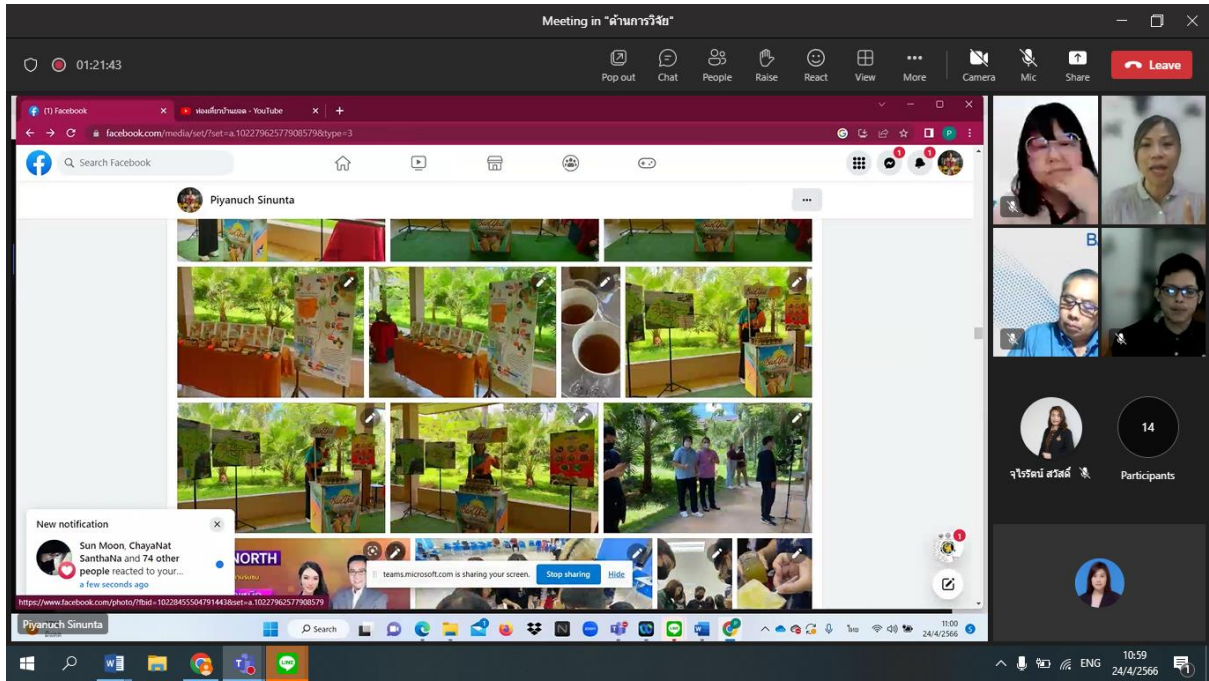 Meeting in "ด้านการวิจัย"
01:21:43
Pop out
Chat
People
Raise
React
View
More
Camera
Mic
Share
Leave
(1) Facebook
ท่องเที่ยวบ้านยอด - YouTube
facebook.com/media/set/?set=a.10227962577908579&type=3
Search Facebook
1
1
Piyanuch Sinunta
B
New notification
Sun Moon, ChayaNat
SanthaNa and 74 other
people reacted to your...
a few seconds ago
NORTH
teams.microsoft.com is sharing your screen.
Stop sharing
Hide
1
https://www.facebook.com/photo/?fbid=10228455504791443&set=a.10227962577908579
Piyanuch Sinunta
จุไรรัตน์ สวัสดิ์
14
Participants
Search
ไทย
11:00
24/4/2566
ENG
10:59
24/4/2566